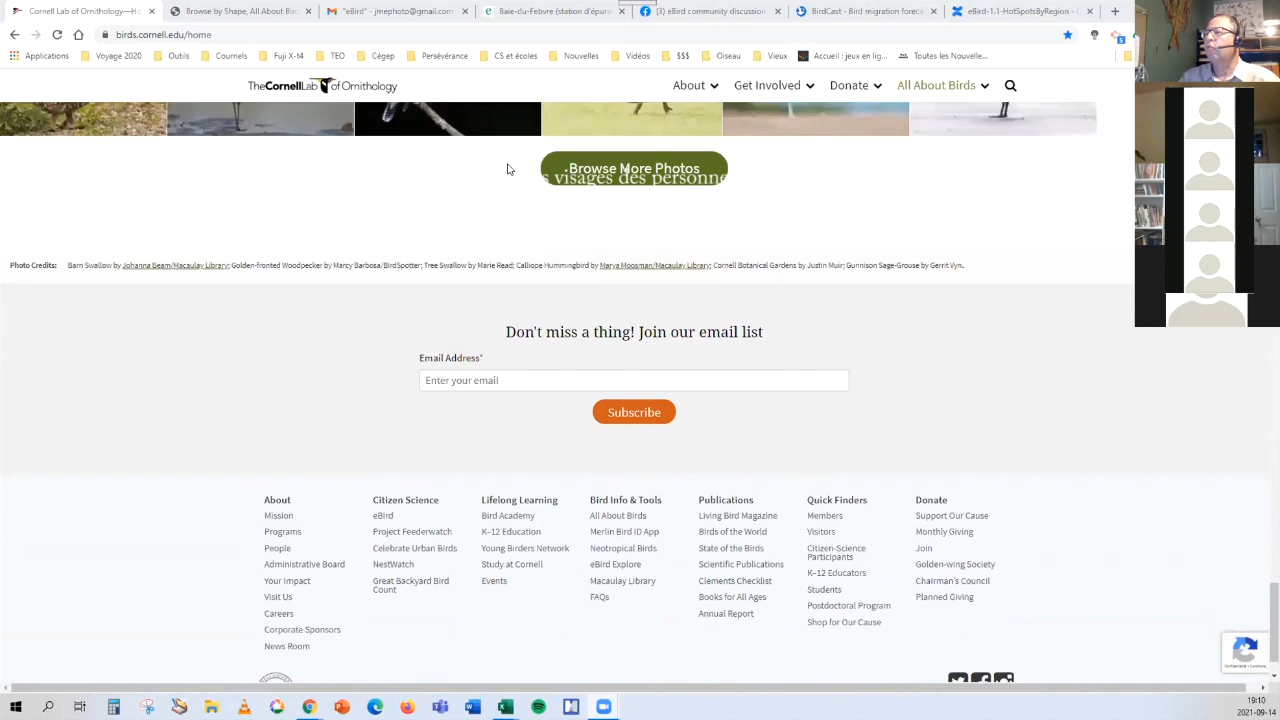 Cornell Lab of Ornithology—Ho
Browse by Shape, All About Bird
"eBird" - jmephoto@gmail.com
Baie-du-Febvre (station d'épur
(3) eBird community discussion
BirdCast - Bird migration foreca
eBird-1,1-HotSpotsByRegion -
birds.cornell.edu/home
5
Applications Voyage 2020 Outils Cournels Fuji X-t4 TEO Cégep Persévérance CS et école Nouvelles Vidéos $$$ Oiseau Vieux Accueil : jeux en lig... Toutes les Nouvelle...
TheCornellLab of Ornithology
About Get Involved Donate All About Birds
Browse More Photos
s visages des personne
Photo Credits: Barn Swallow by Johanna Beam/Macaulay Library; Golden-fronted Woodpecker by Marcy Barbosa/BirdSpotter; Tree Swallow by Marie Read; Calliope Hummingbird by Marya Moosman/Macaulay Library; Cornell Botanical Gardens by Justin Muir; Gunnison Sage-Grouse by Gerrit Vyn.
Don't miss a thing! Join our email list
Email Address*
Enter your email
Subscribe
About
Mission
Programs
People
Administrative Board
Your Impact
Visit Us
Careers
Corporate Sponsors
News Room
Citizen Science
eBird
Project Feederwatch
Celebrate Urban Birds
NestWatch
Great Backyard Bird
Count
Lifelong Learning
Bird Academy
K–12 Education
Young Birders Network
Study at Cornell
Events
Bird Info & Tools
All About Birds
Merlin Bird ID App
Neotropical Birds
eBird Explore
Macaulay Library
FAQs
Publications
Living Bird Magazine
Birds of the World
State of the Birds
Scientific Publications
Clements Checklist
Books for All Ages
Annual Report
Quick Finders
Members
Visitors
Citizen-Science
Participants
K–12 Educators
Students
Postdoctoral Program
Shop for Our Cause
Donate
Support Our Cause
Monthly Giving
Join
Golden-wing Society
Chairman's Council
Planned Giving
19:10
2021-09-14